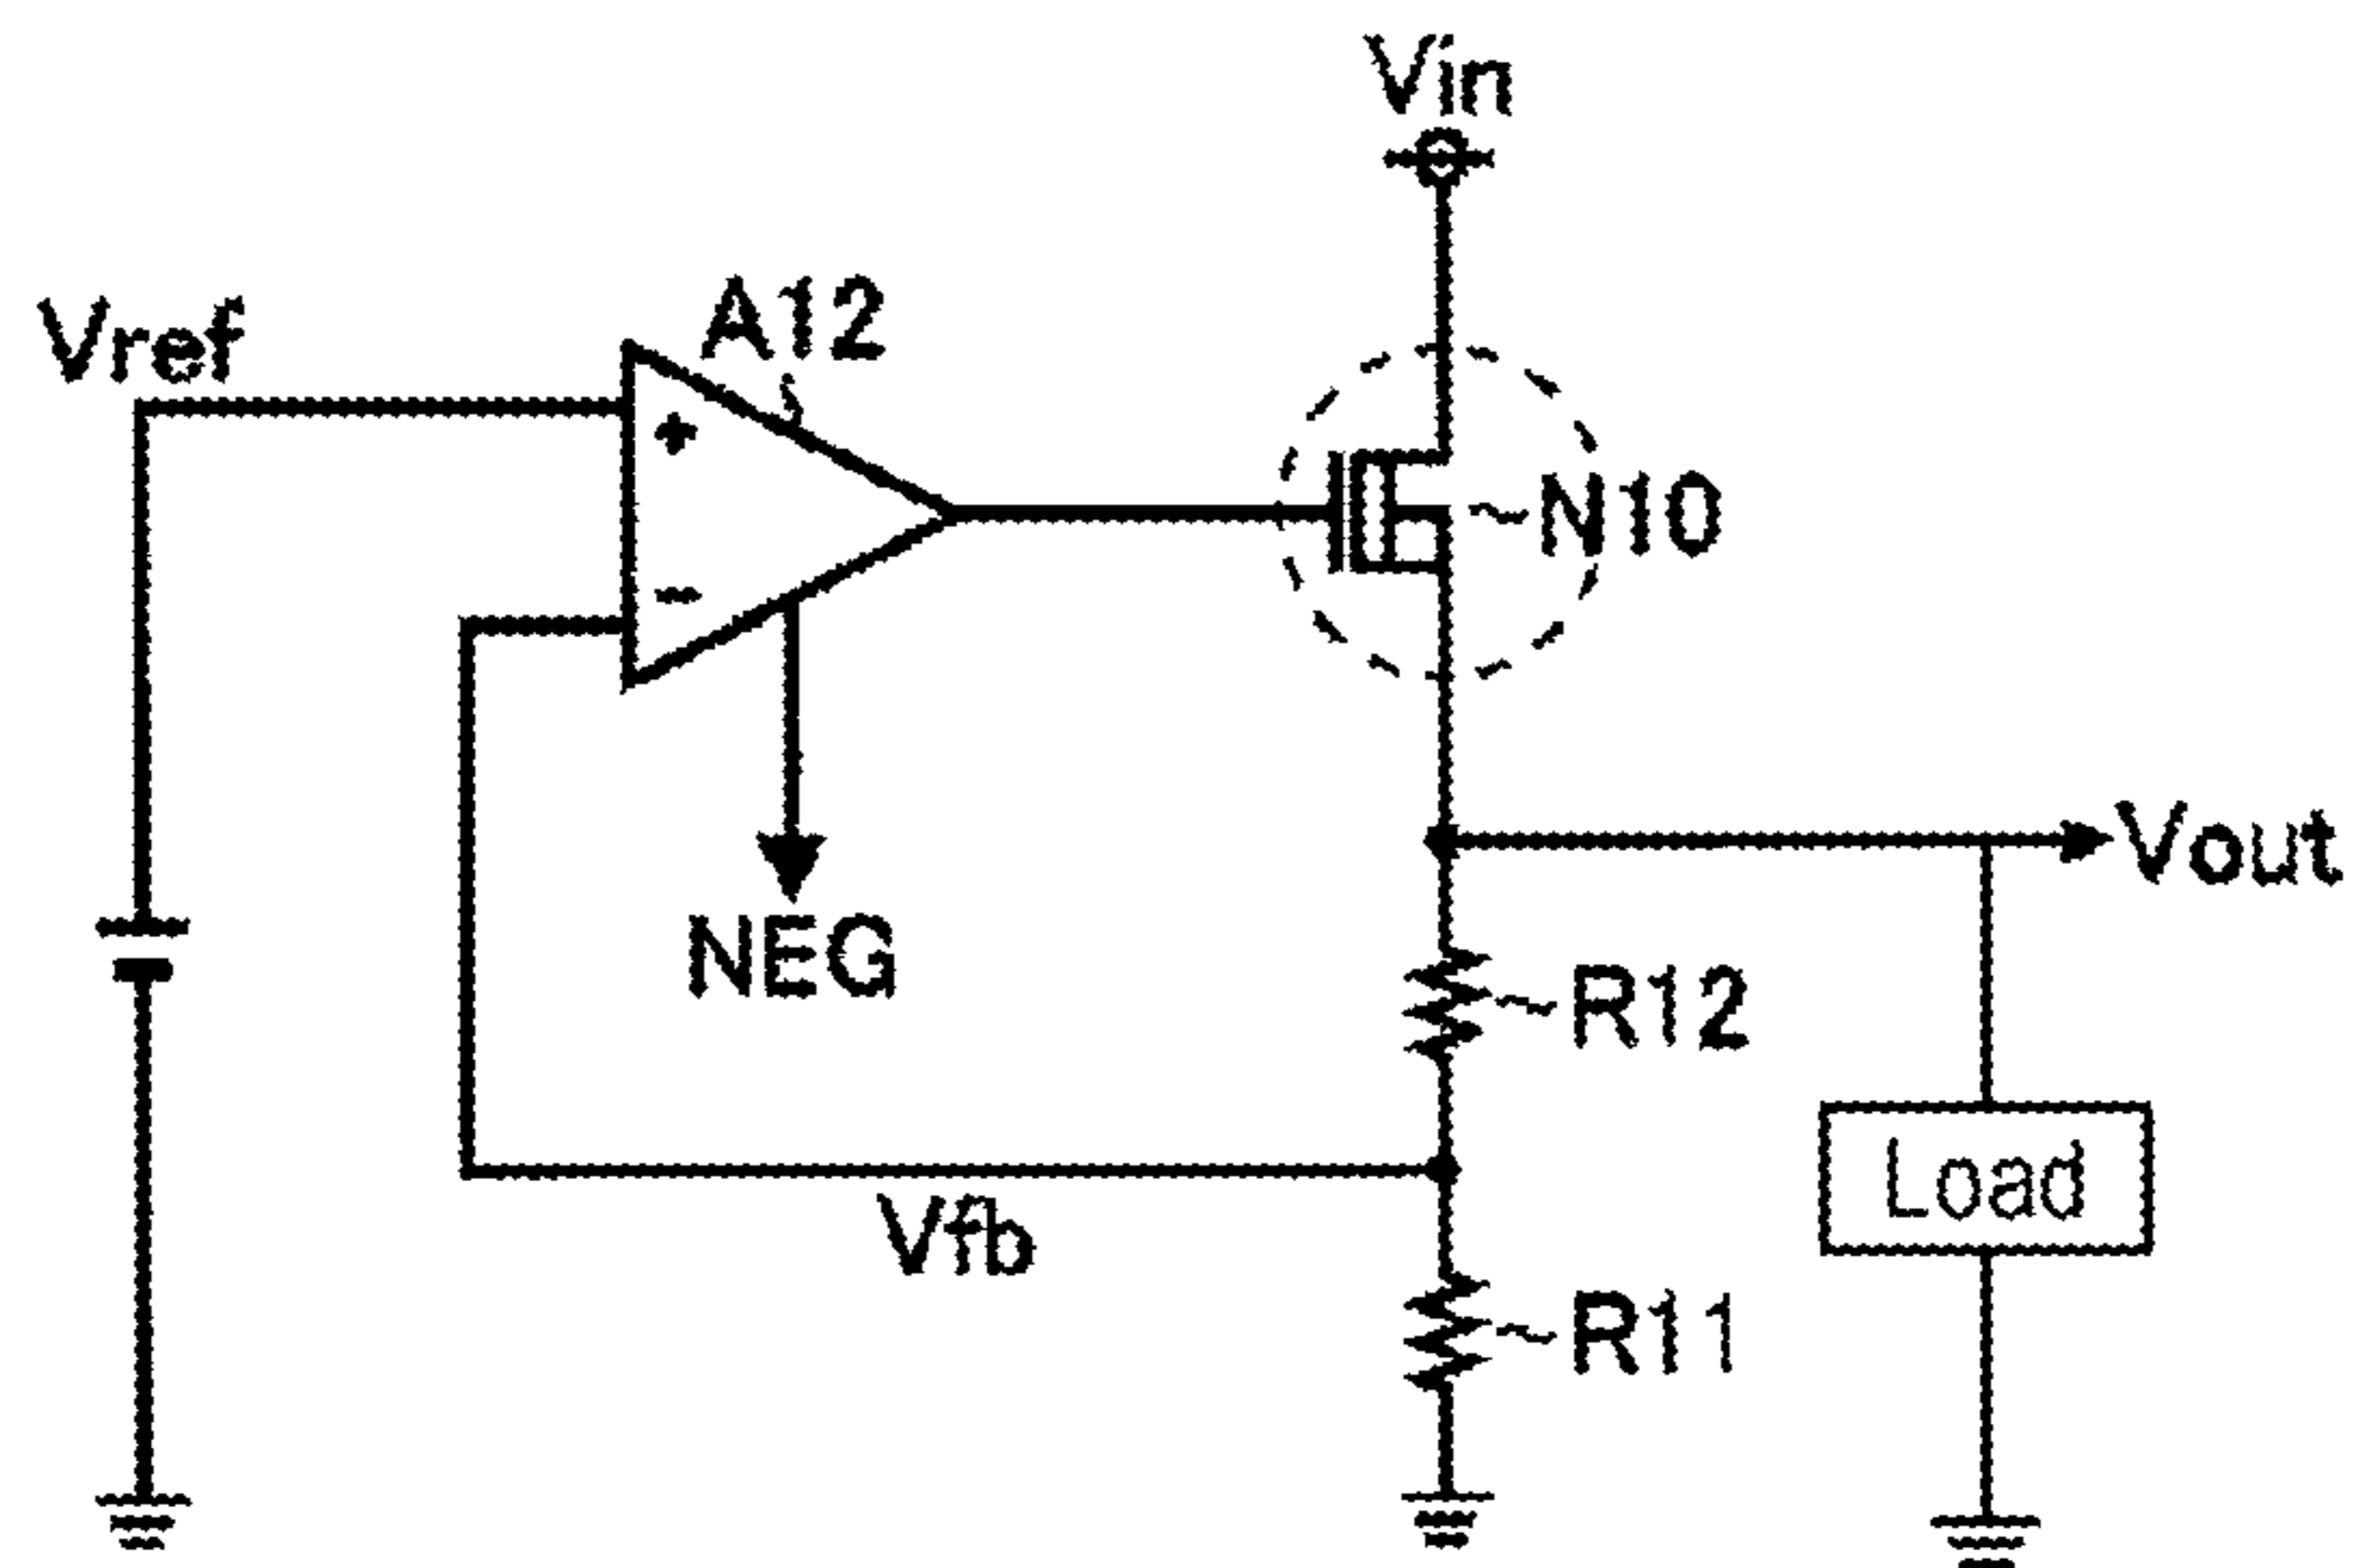 Vin
Vref
A12
+
-
N10
Vout
NEG
R12
Load
Vfb
R11